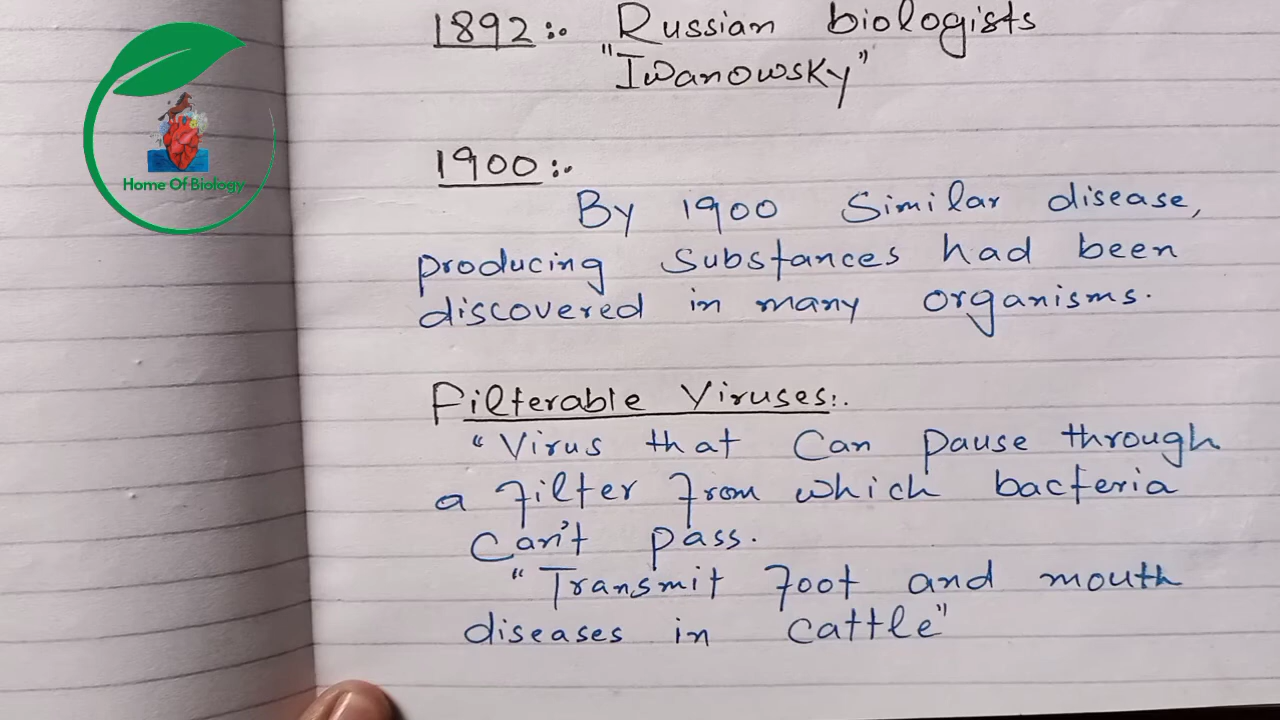 1892:. Russian biologists
"Iwanowsky"
Home Of Biology
1900:.
By 1900 Similar disease,
producing substances had been
discovered in many organisms.
Filterable Viruses:.
"Virus that Can pause through
a filter from which bacteria
Can't pass.
"Transmit foot and mouth
diseases in cattle"